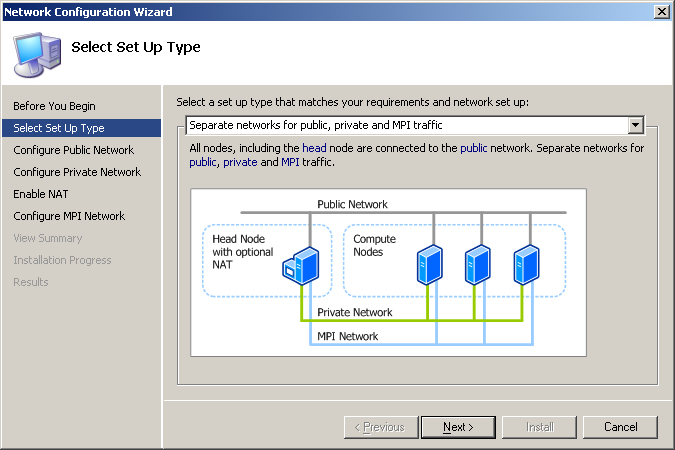 Network Configuration Wizard
Select Set Up Type
Before You Begin
Select Set Up Type
Configure Public Network
Configure Private Network
Enable NAT
Configure MPI Network
View Summary
Installation Progress
Results
Select a set up type that matches your requirements and network set up:
Separate networks for public, private and MPI traffic
All nodes, including the head node are connected to the public network. Separate networks for
public, private and MPI traffic.
Public Network
Head Node
with optional
NAT
Compute
Nodes
Private Network
MPI Network
< Previous
Next >
Install
Cancel